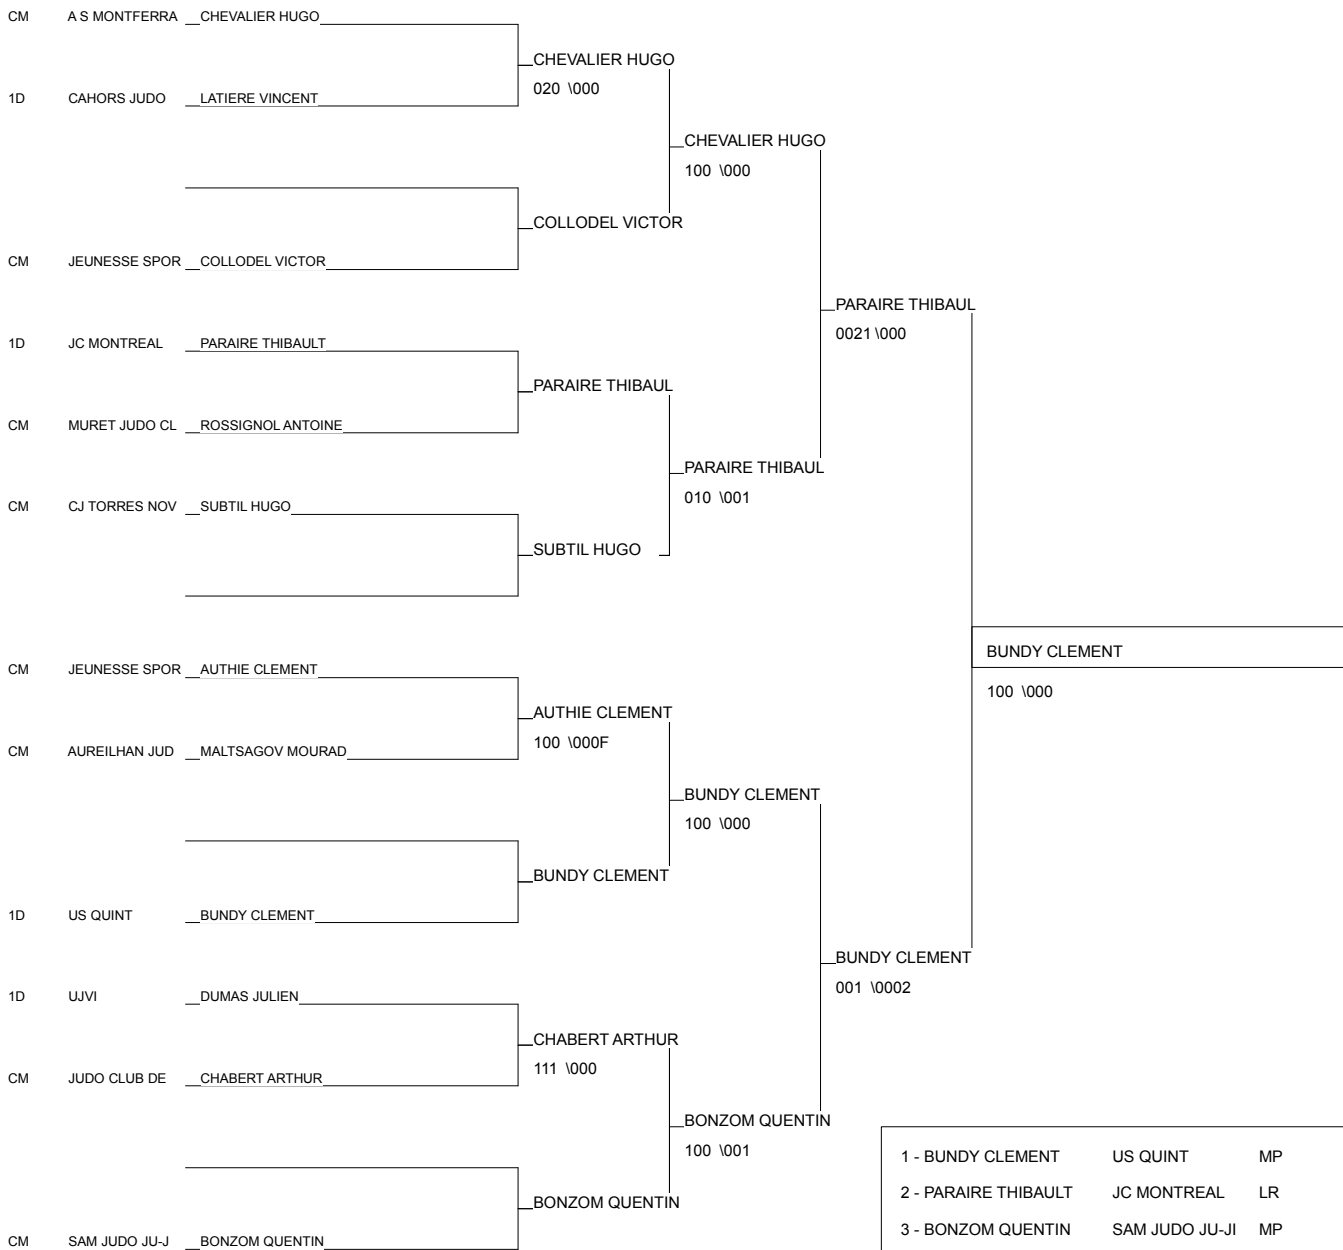 CM A S MONTFERRA CHEVALIER HUGO
CHEVALIER HUGO
020 \000
1D CAHORS JUDO LATIERE VINCENT
CHEVALIER HUGO
100 \000
COLLODEL VICTOR
CM JEUNESSE SPOR COLLODEL VICTOR
PARAIRE THIBAUL
0021 \000
1D JC MONTREAL PARAIRE THIBAULT
PARAIRE THIBAUL
CM MURET JUDO CL ROSSIGNOL ANTOINE
PARAIRE THIBAUL
010 \001
CM CJ TORRES NOV SUBTIL HUGO
SUBTIL HUGO
BUNDY CLEMENT
100 \000
CM JEUNESSE SPOR AUTHIE CLEMENT
AUTHIE CLEMENT
100 \000F
CM AUREILHAN JUD MALTSAGOV MOURAD
BUNDY CLEMENT
100 \000
BUNDY CLEMENT
1D US QUINT BUNDY CLEMENT
BUNDY CLEMENT
001 \0002
1D UJVI DUMAS JULIEN
CHABERT ARTHUR
111 \000
CM JUDO CLUB DE CHABERT ARTHUR
BONZOM QUENTIN
100 \001
BONZOM QUENTIN
CM SAM JUDO JU-J BONZOM QUENTIN
1 - BUNDY CLEMENT US QUINT MP
2 - PARAIRE THIBAULT JC MONTREAL LR
3 - BONZOM QUENTIN SAM JUDO JU-JI MP